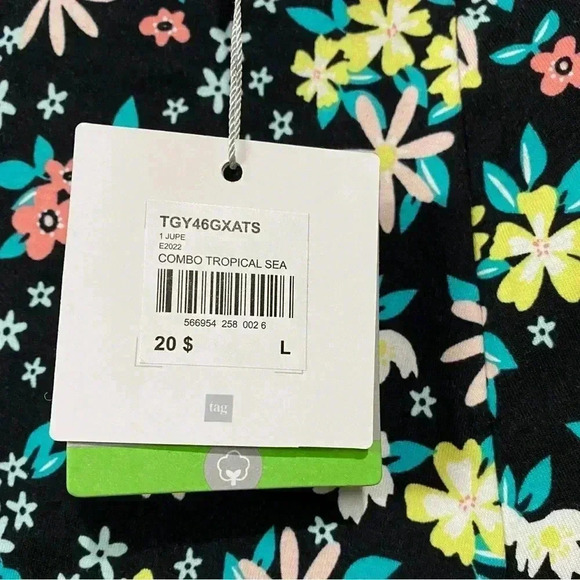 TGY46GXATS
1 JUPE
E2022
COMBO TROPICAL SEA
566954 258 002 6
20 $ L
tag